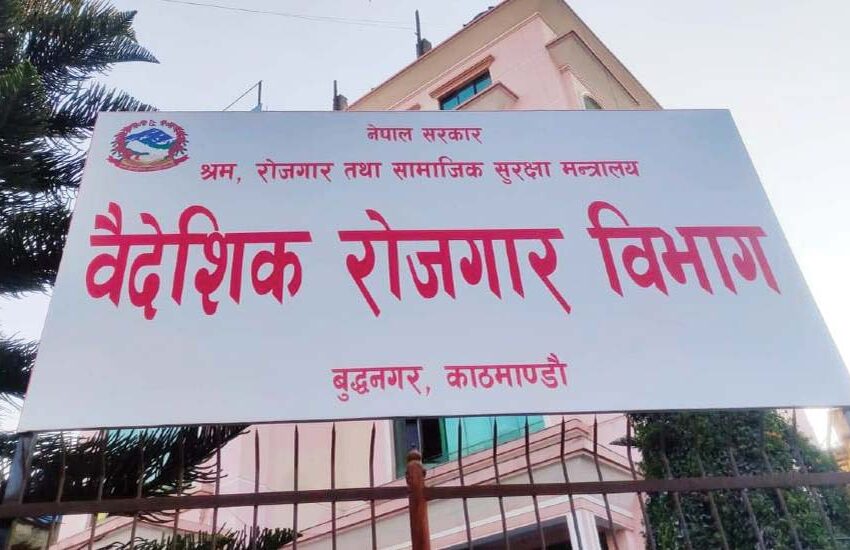 नेपाल सरकार
श्रम, रोजगार तथा सामाजिक सुरक्षा मन्त्रालय
वैदेशिक रोजगार विभाग
बुद्धनगर, काठमाण्डौ